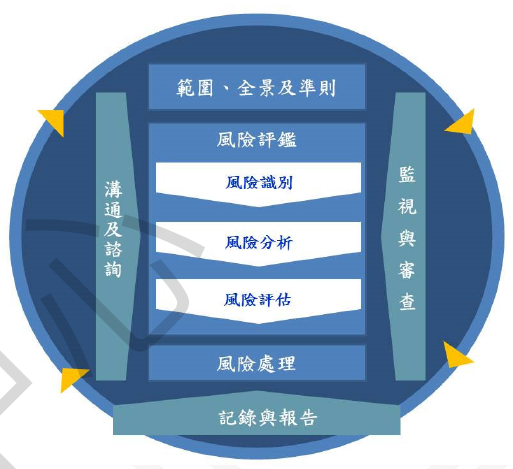 範圍、全景及準則
風險評鑑
風險識別
風險分析
風險評估
風險處理
溝通及諮詢
監視與審查
記錄與報告